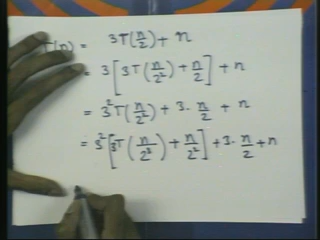 T(n) = 3T(n/2) + n
= 3[3T(n/2²) + n/2] + n
= 3²T(n/2²) + 3·n/2 + n
= 3²[3T(n/2³) + n/2²] + 3·n/2 + n